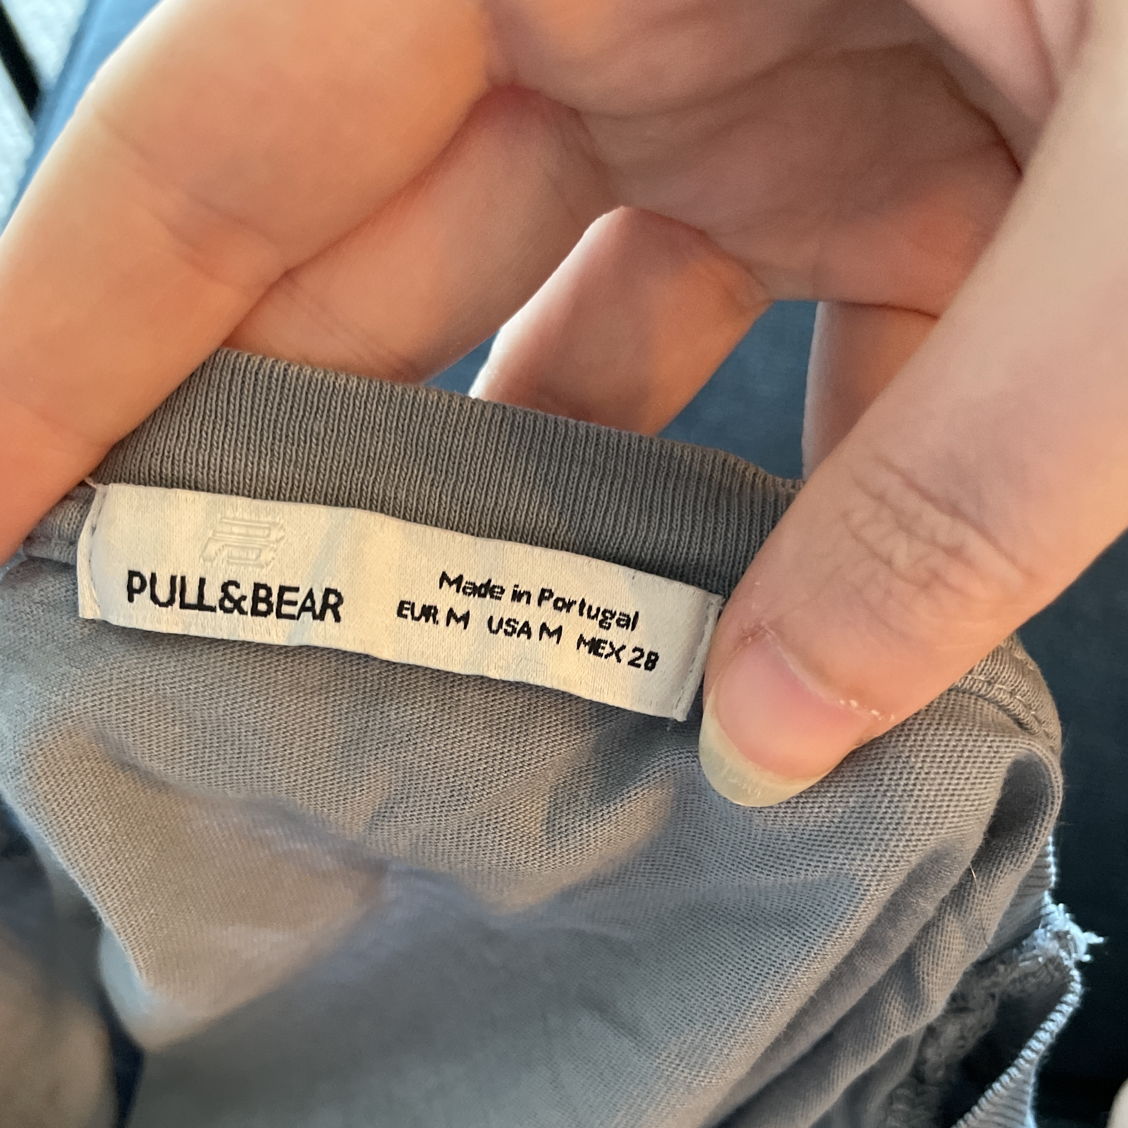 PULL&BEAR
Made in Portugal
EUR M USA M MEX 28